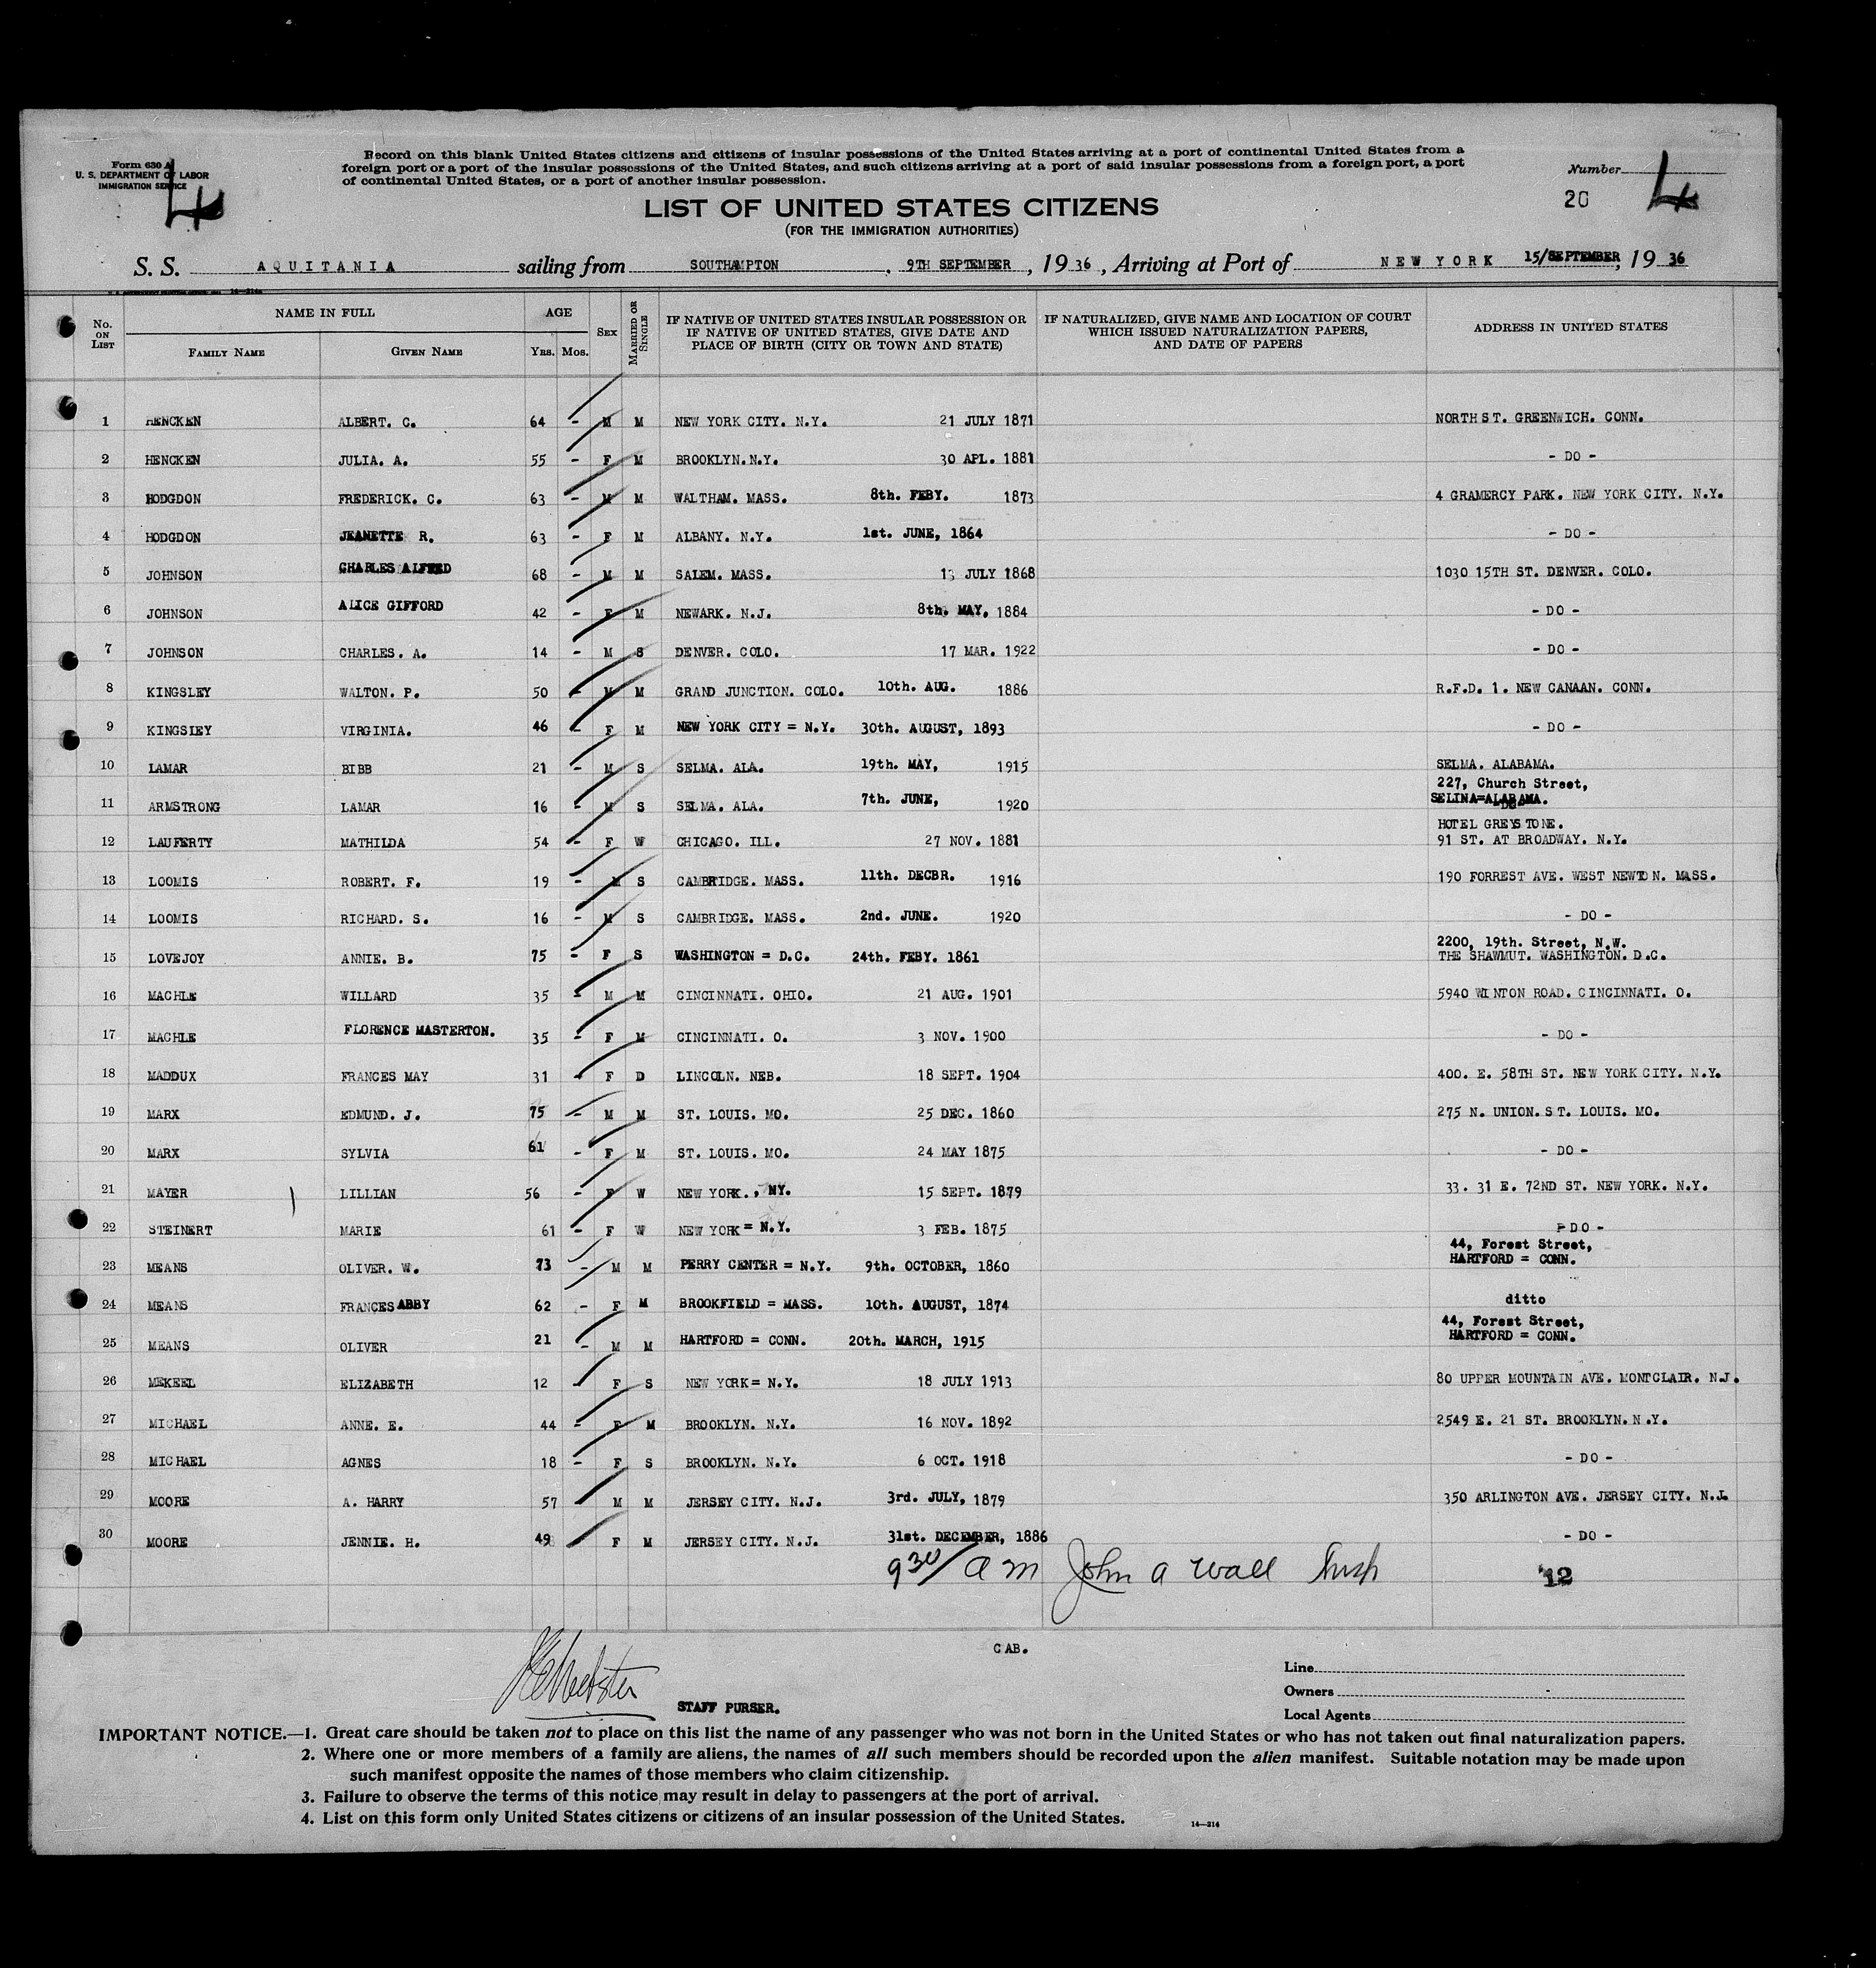 Form 630 A
U. S. DEPARTMENT OF LABOR
IMMIGRATION SERVICE
4
Record on this blank United States citizens and citizens of insular possessions of the United States arriving at a port of continental United States from a
foreign port or a port of the insular possessions of the United States, and such citizens arriving at a port of said insular possessions from a foreign port, a port
of continental United States, or a port of another insular possession.
Number
20
4
LIST OF UNITED STATES CITIZENS
(FOR THE IMMIGRATION AUTHORITIES)
S. S. AQUITANIA sailing from SOUTHAMPTON, 9TH SEPTEMBER, 1936, Arriving at Port of NEW YORK 15/SEPTEMBER, 1936
No. ON LIST NAME IN FULL FAMILY NAME GIVEN NAME AGE YRS. MOS. SEX MARRIED OR SINGLE IF NATIVE OF UNITED STATES INSULAR POSSESSION OR IF NATIVE OF UNITED STATES, GIVE DATE AND PLACE OF BIRTH (CITY OR TOWN AND STATE) IF NATURALIZED, GIVE NAME AND LOCATION OF COURT WHICH ISSUED NATURALIZATION PAPERS, AND DATE OF PAPERS ADDRESS IN UNITED STATES
1 HENCKEN ALBERT. C. 64 - M M NEW YORK CITY. N.Y. 21 JULY 1871 NORTH ST. GREENWICH. CONN.
2 HENCKEN JULIA. A. 55 - F M BROOKLYN. N.Y. 30 APL. 1881 - DO -
3 HODGDON FREDERICK. C. 63 - M M WALTHAM. MASS. 8th. FEBY. 1873 4 GRAMERCY PARK. NEW YORK CITY. N.Y.
4 HODGDON JEANETTE R. 63 - F M ALBANY. N.Y. 1st. JUNE, 1864 - DO -
5 JOHNSON CHARLES ALFRED 68 - M M SALEM. MASS. 13 JULY 1868 1030 15TH ST. DENVER. COLO.
6 JOHNSON ALICE GIFFORD 42 - F M NEWARK. N.J. 8th. MAY. 1884 - DO -
7 JOHNSON CHARLES. A. 14 - M S DENVER. COLO. 17 MAR. 1922 - DO -
8 KINGSLEY WALTON. P. 50 - M M GRAND JUNCTION. COLO. 10th. AUG. 1886 R.F.D. 1. NEW CANAAN. CONN.
9 KINGSLEY VIRGINIA. 46 - F M NEW YORK CITY = N.Y. 30th. AUGUST, 1893 - DO -
10 LAMAR BIBB 21 - M S SELMA. ALA. 19th. MAY, 1915 SELMA. ALABAMA.
11 ARMSTRONG LAMAR 16 - M S SELMA. ALA. 7th. JUNE, 1920 227, Church Street,
SELINA=ALABAMA.
12 LAUFERTY MATHILDA 54 - F W CHICAGO. ILL. 27 NOV. 1881 HOTEL GREYSTONE.
91 ST. AT BROADWAY. N.Y.
13 LOOMIS ROBERT. F. 19 - M S CAMBRIDGE. MASS. 11th. DECBR. 1916 190 FORREST AVE. WEST NEWTON. MASS.
14 LOOMIS RICHARD. S. 16 - M S CAMBRIDGE. MASS. 2nd. JUNE. 1920 - DO -
15 LOVEJOY ANNIE. B. 75 - F S WASHINGTON = D.C. 24th. FEBY. 1861 2200, 19th. Street, N.W.
THE SHAWMUT. WASHINGTON. D.C.
16 MACHLE WILLARD 35 - M M CINCINNATI. OHIO. 21 AUG. 1901 5940 WINTON ROAD. CINCINNATI. O.
17 MACHLE FLORENCE MASTERTON. 35 - F M CINCINNATI. O. 3 NOV. 1900 - DO -
18 MADDUX FRANCES MAY 31 - F D LINCOLN. NEB. 18 SEPT. 1904 400. E. 58TH ST. NEW YORK CITY. N.Y.
19 MARX EDMUND. J. 75 - M M ST. LOUIS. MO. 25 DEC. 1860 275 N. UNION. ST. LOUIS. MO.
20 MARX SYLVIA 61 - F M ST. LOUIS. MO. 24 MAY 1875 - DO -
21 MAYER LILLIAN 56 - F W NEW YORK., NY. 15 SEPT. 1879 33. 31 E. 72ND ST. NEW YORK. N.Y.
22 STEINERT MARIE 61 - F W NEW YORK = N.Y. 3 FEB. 1875 - DO -
23 MEANS OLIVER. W. 73 - M M PERRY CENTER = N.Y. 9th. OCTOBER, 1860 44, Forest Street,
HARTFORD = CONN.
24 MEANS FRANCES ABBY 62 - F M BROOKFIELD = MASS. 10th. AUGUST, 1874 ditto
25 MEANS OLIVER 21 - M M HARTFORD = CONN. 20th. MARCH, 1915 44, Forest Street,
HARTFORD = CONN.
26 MEKEEL ELIZABETH 12 - F S NEW YORK = N.Y. 18 JULY 1913 80 UPPER MOUNTAIN AVE. MONTCLAIR. N.J.
27 MICHAEL ANNE. E. 44 - F M BROOKLYN. N.Y. 16 NOV. 1892 2549 E. 21 ST. BROOKLYN. N.Y.
28 MICHAEL AGNES 18 - F S BROOKLYN. N.Y. 6 OCT. 1918 - DO -
29 MOORE A. HARRY 57 - M M JERSEY CITY. N.J. 3rd. JULY, 1879 350 ARLINGTON AVE. JERSEY CITY. N.J.
30 MOORE JENNIE. H. 49 - F M JERSEY CITY. N.J. 31st. DECEMBER, 1886 - DO -
9 30/ a m John a Wall Insp
12
CAB.
STAFF PURSER.
Line
Owners
Local Agents
IMPORTANT NOTICE.—1. Great care should be taken not to place on this list the name of any passenger who was not born in the United States or who has not taken out final naturalization papers.
2. Where one or more members of a family are aliens, the names of all such members should be recorded upon the alien manifest. Suitable notation may be made upon
such manifest opposite the names of those members who claim citizenship.
3. Failure to observe the terms of this notice may result in delay to passengers at the port of arrival.
4. List on this form only United States citizens or citizens of an insular possession of the United States.
14—214